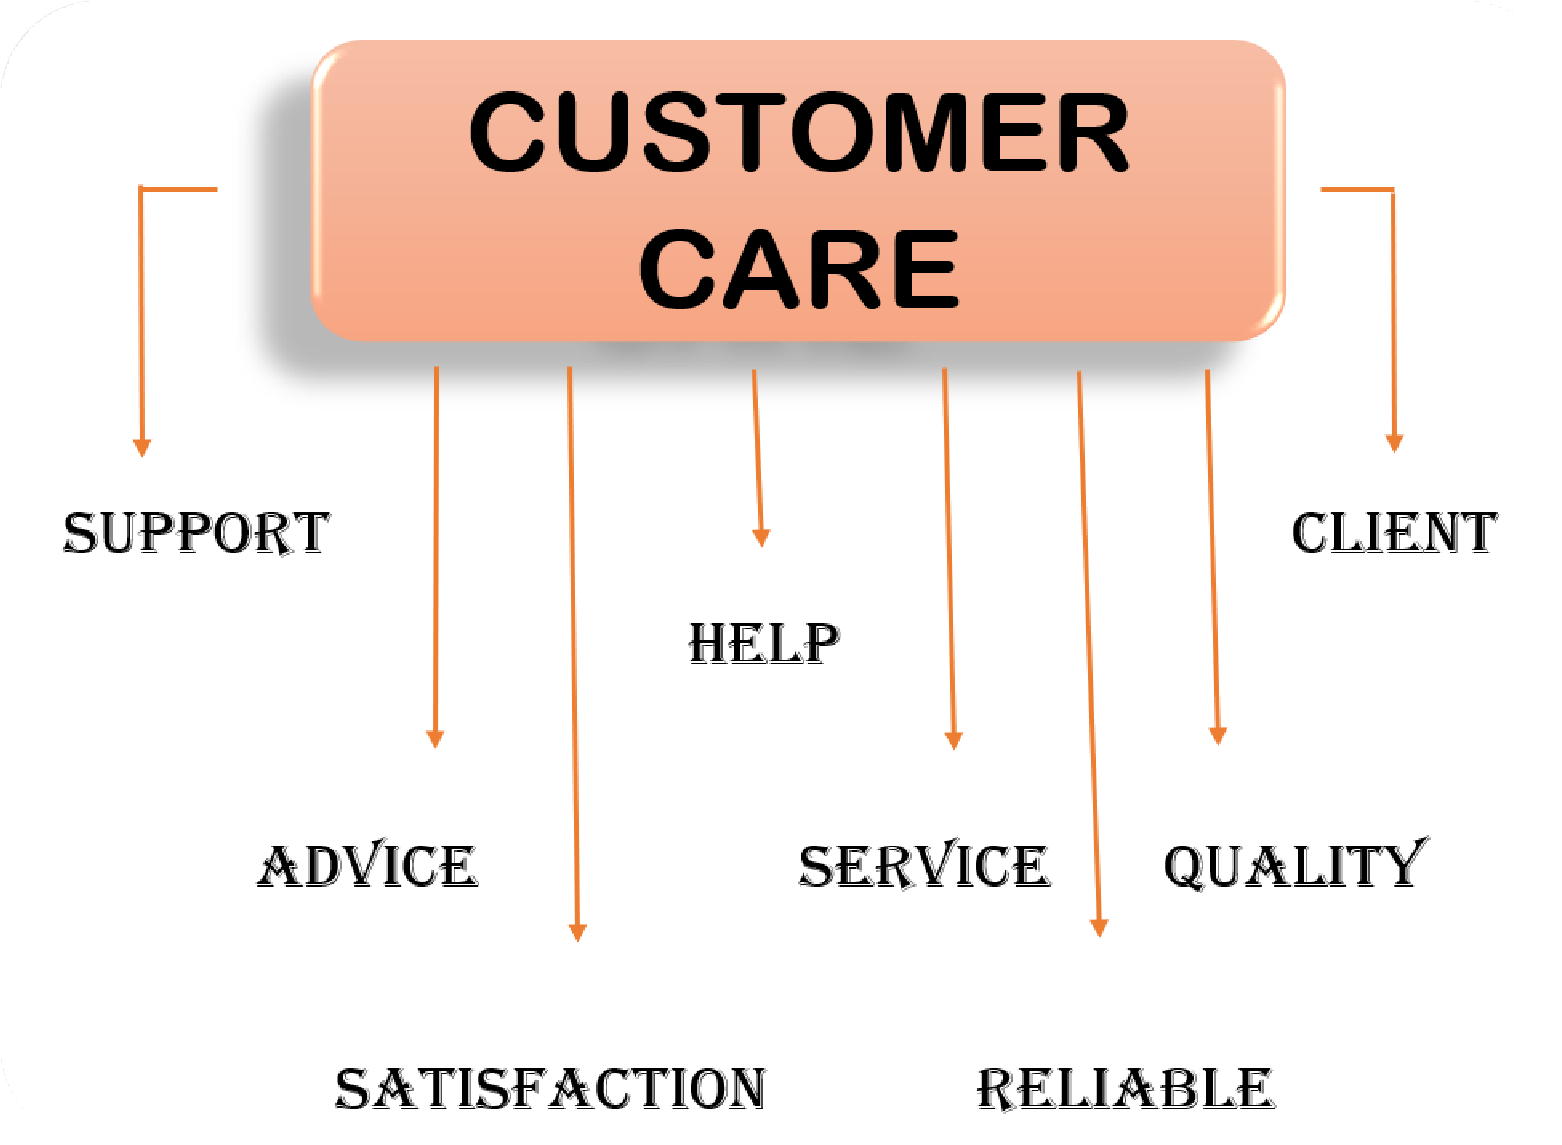 CUSTOMER
CARE
SUPPORT
CLIENT
HELP
ADVICE
SERVICE
QUALITY
SATISFACTION
RELIABLE